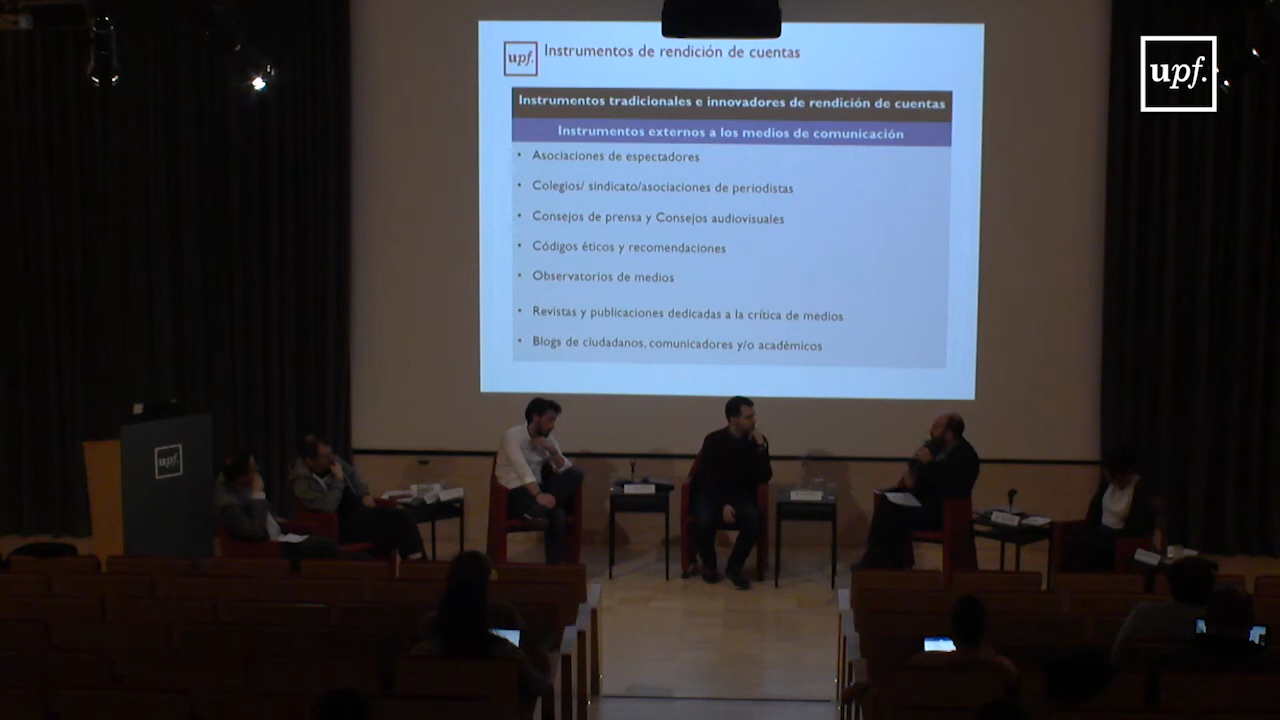 upf.
Instrumentos de rendición de cuentas
upf.
Instrumentos tradicionales e innovadores de rendición de cuentas
Instrumentos externos a los medios de comunicación
• Asociaciones de espectadores
• Colegios/ sindicato/asociaciones de periodistas
• Consejos de prensa y Consejos audiovisuales
• Códigos éticos y recomendaciones
• Observatorios de medios
• Revistas y publicaciones dedicadas a la crítica de medios
• Blogs de ciudadanos, comunicadores y/o académicos
upf.